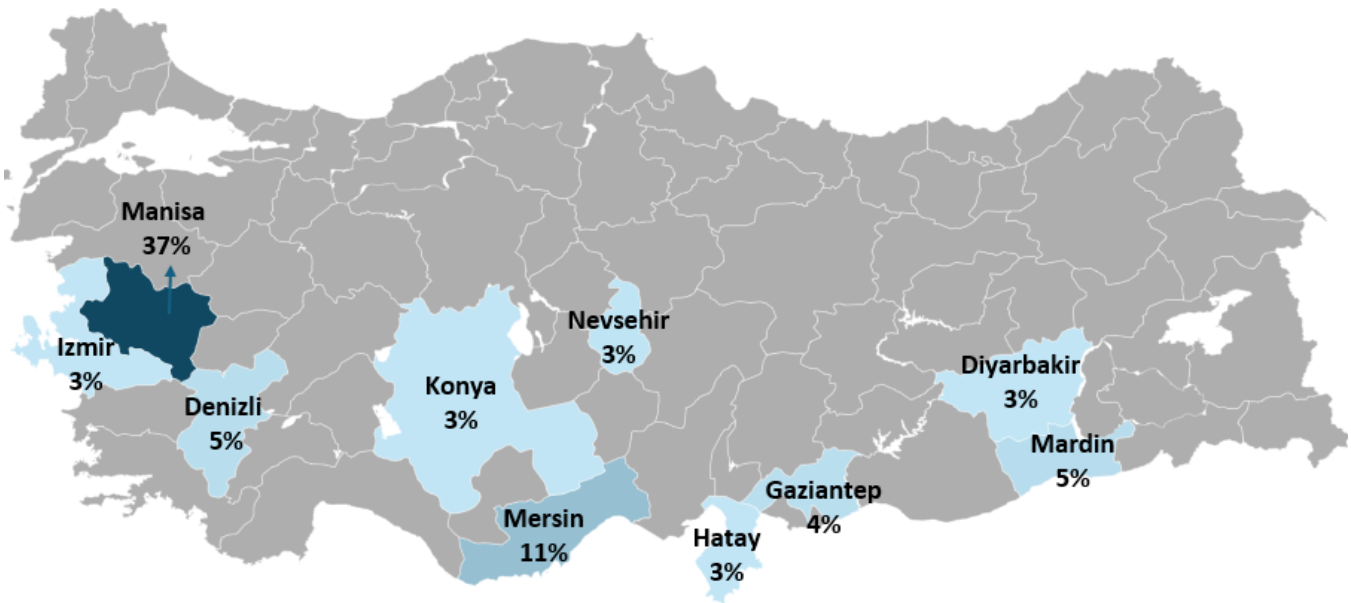 Manisa
37%
Izmir
3%
Denizli
5%
Konya
3%
Nevsehir
3%
Mersin
11%
Hatay
3%
Gaziantep
4%
Diyarbakir
3%
Mardin
5%